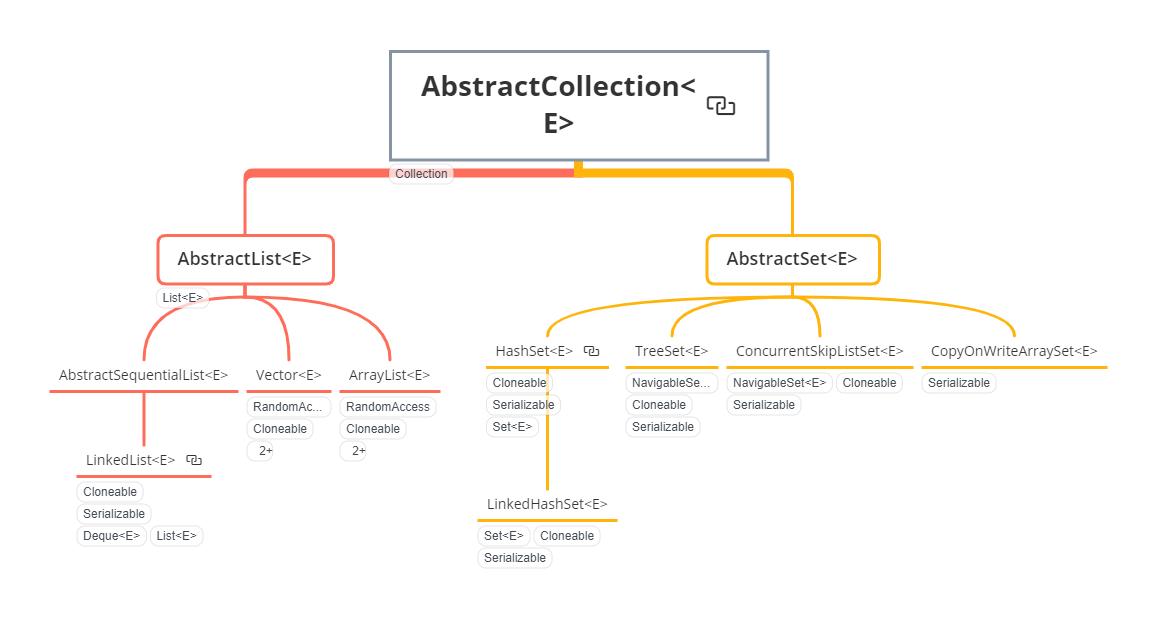 AbstractCollection<
E>
Collection
AbstractList<E>
AbstractSet<E>
List<E>
AbstractSequentialList<E>
Vector<E>
ArrayList<E>
HashSet<E>
TreeSet<E>
ConcurrentSkipListSet<E>
CopyOnWriteArraySet<E>
RandomAc...
Cloneable
2+
RandomAccess
Cloneable
2+
Cloneable
Serializable
Set<E>
NavigableSe...
Cloneable
Serializable
NavigableSet<E> Cloneable
Serializable
Serializable
LinkedList<E>
Cloneable
Serializable
Deque<E> List<E>
LinkedHashSet<E>
Set<E> Cloneable
Serializable